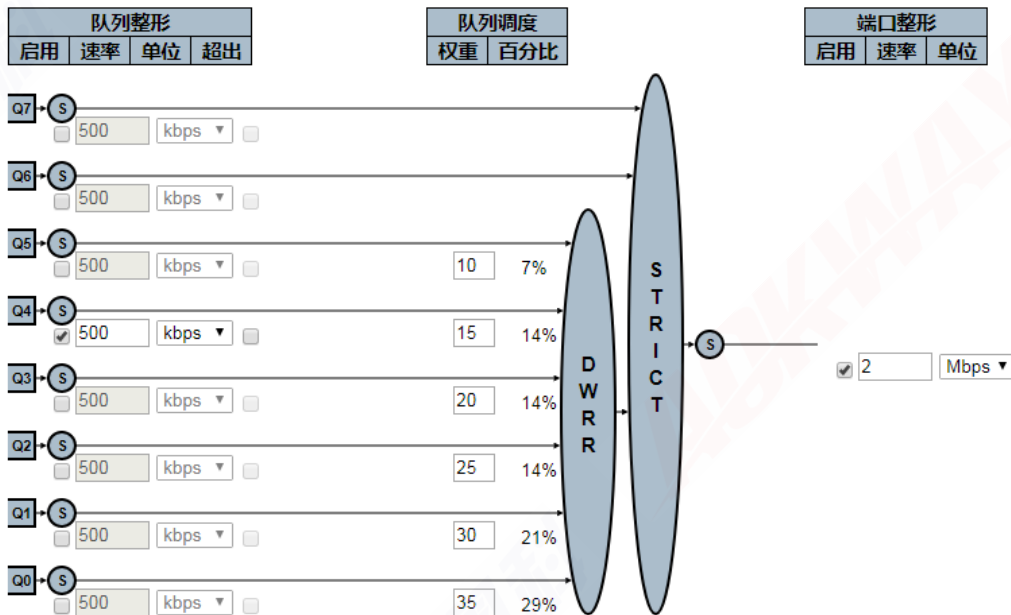 队列整形 队列调度 端口整形
启用 速率 单位 超出 权重 百分比 启用 速率 单位
Q7 S
500 kbps
Q6 S
500 kbps
Q5 S
500 kbps 10 7%
Q4 S
500 kbps 15 14%
Q3 S
500 kbps 20 14%
Q2 S
500 kbps 25 14%
Q1 S
500 kbps 30 21%
Q0 S
500 kbps 35 29%
DWRR
STRICT
S
2 Mbps